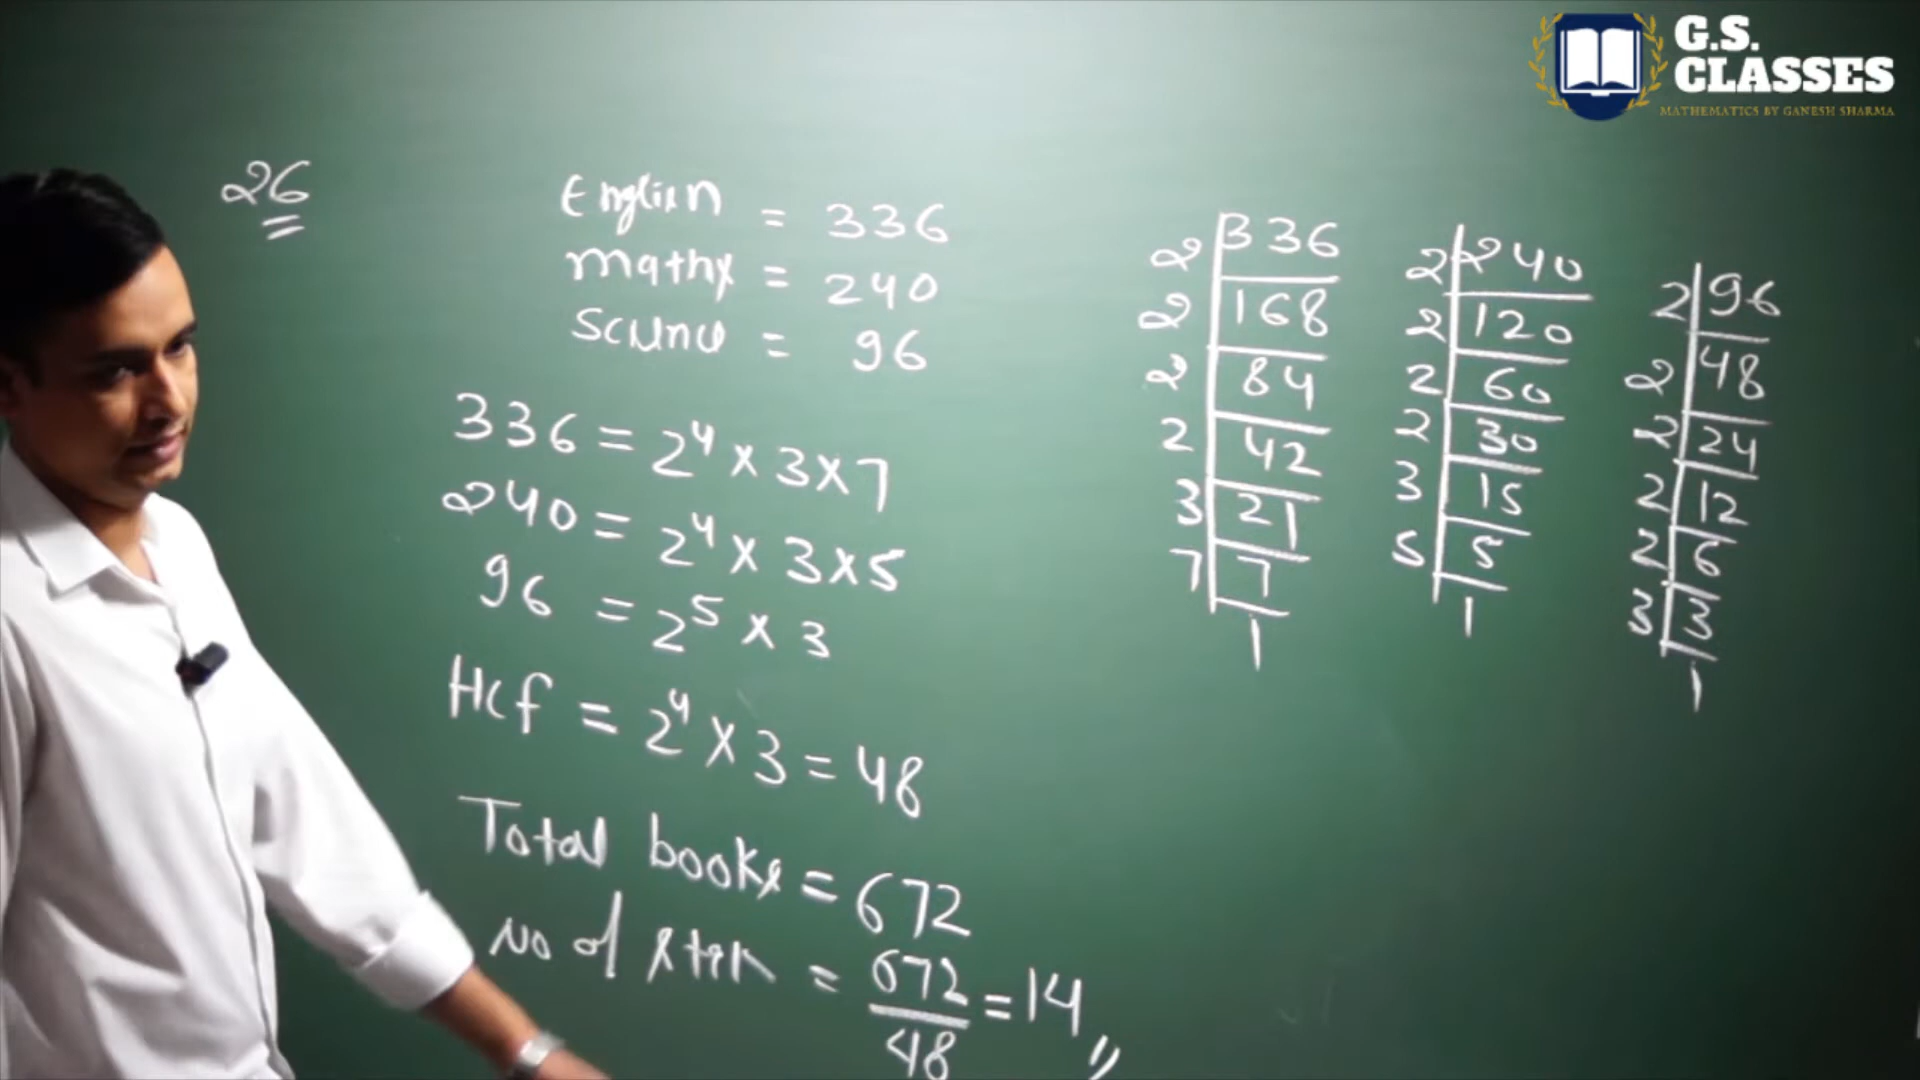 G.S.
CLASSES
MATHEMATICS BY GANESH SHARMA
26
English = 336
maths = 240
Science = 96
336 = 2⁴ × 3 × 7
240 = 2⁴ × 3 × 5
96 = 2⁵ × 3
Hcf = 2⁴ × 3 = 48
Total books = 672
No of = 672/48 = 14
2 | 336
2 | 168
2 | 84
2 | 42
3 | 21
7 | 7
1
2 | 240
2 | 120
2 | 60
2 | 30
3 | 15
5 | 5
1
2 | 96
2 | 48
2 | 24
2 | 12
2 | 6
3 | 3
1